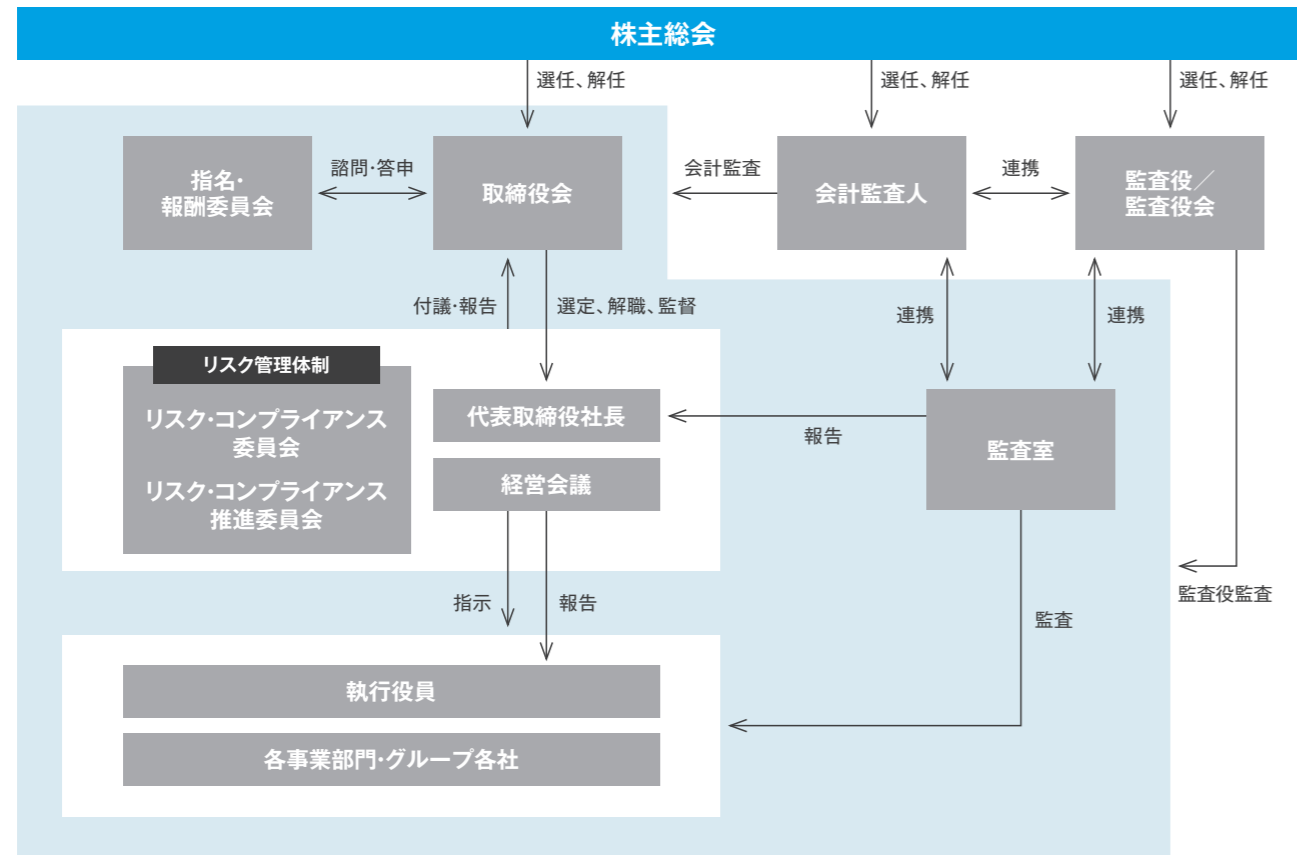 株主総会
選任、解任
選任、解任
選任、解任
指名・
報酬委員会
諮問・答申
取締役会
会計監査
会計監査人
連携
監査役／
監査役会
付議・報告
選定、解職、監督
連携
連携
リスク管理体制
リスク・コンプライアンス
委員会
リスク・コンプライアンス
推進委員会
代表取締役社長
経営会議
報告
監査室
指示
報告
監査
監査役監査
執行役員
各事業部門・グループ各社